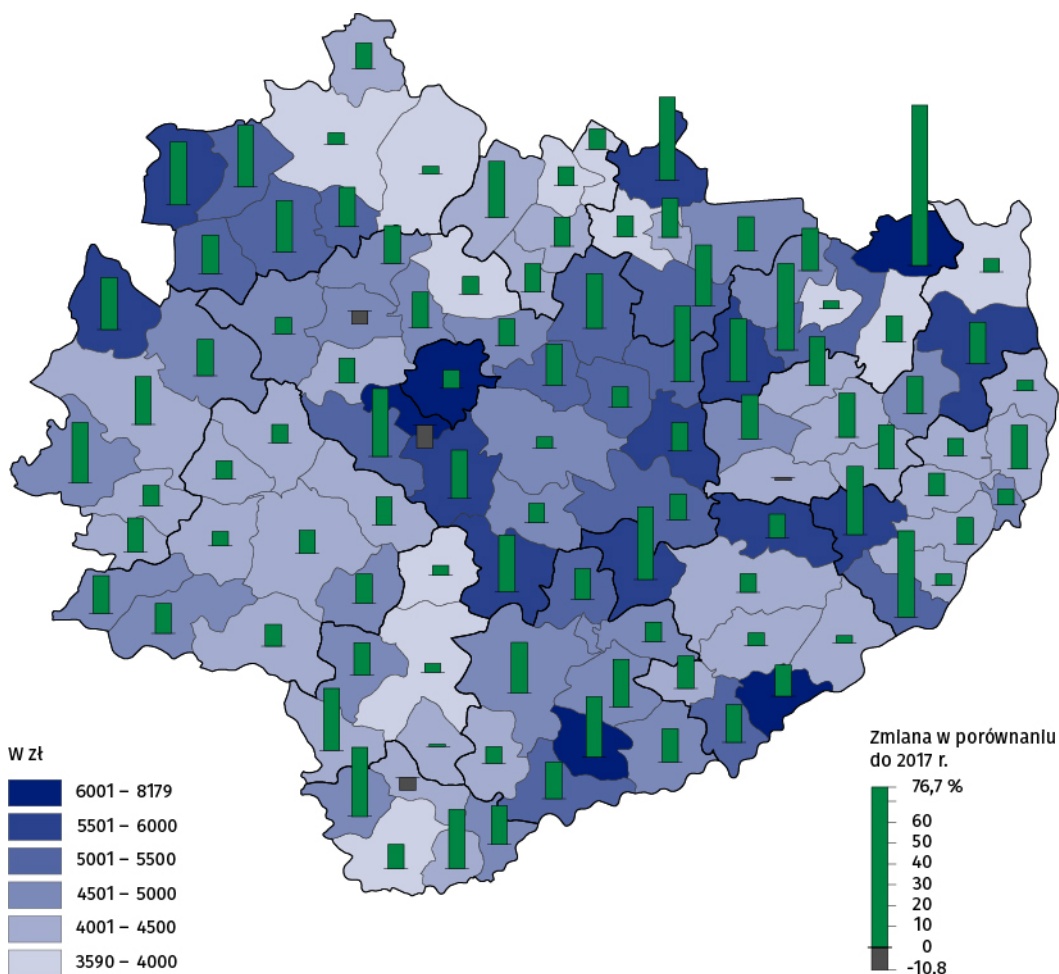 W zł
6001 – 8179
5501 – 6000
5001 – 5500
4501 – 5000
4001 – 4500
3590 – 4000
Zmiana w porównaniu
do 2017 r.
76,7 %
60
50
40
30
20
10
0
-10,8